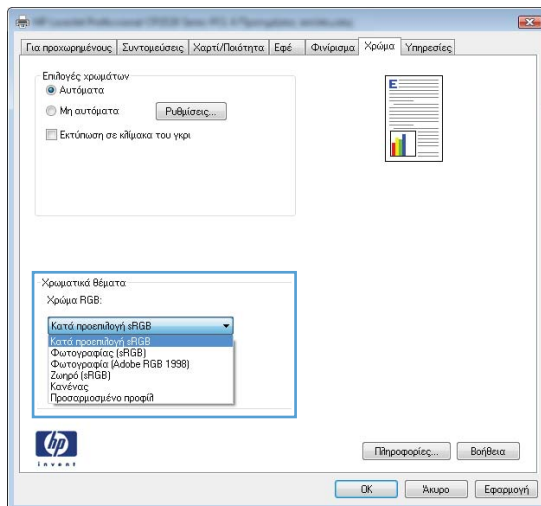 Για προχωρημένους Συντομεύσεις Χαρτί/Ποιότητα Εφέ Φινίρισμα Χρώμα Υπηρεσίες
Επιλογές χρωμάτων
Αυτόματα
Μη αυτόματα Ρυθμίσεις...
Εκτύπωση σε κλίμακα του γκρι
E
Χρωματικά θέματα
Χρώμα RGB:
Κατά προεπιλογή sRGB
Κατά προεπιλογή sRGB
Φωτογραφίας (sRGB)
Φωτογραφία (Adobe RGB 1998)
Ζωηρό (sRGB)
Κανένας
Προσαρμοσμένο προφίλ
hp
invent
Πληροφορίες... Βοήθεια
OK Άκυρο Εφαρμογή